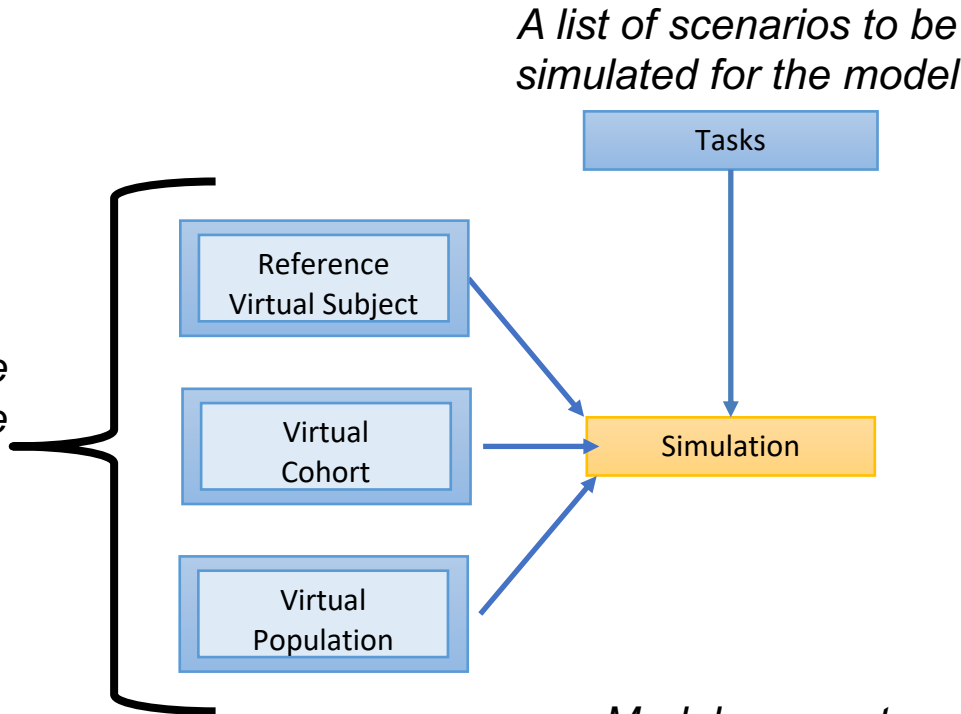 A list of scenarios to be
simulated for the model
Tasks
Reference
Virtual Subject
Virtual
Cohort
Simulation
Virtual
Population